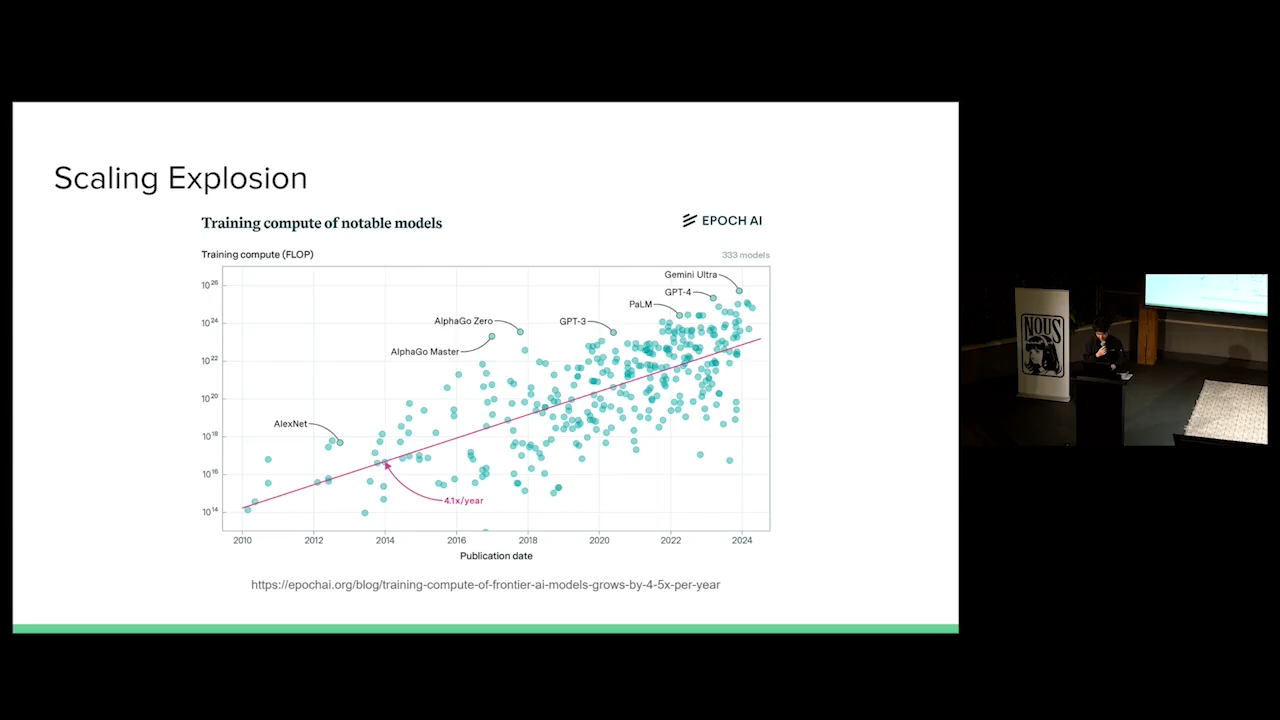 Scaling Explosion
Training compute of notable models
EPOCH AI
Training compute (FLOP)
333 models
10²⁶
10²⁴
10²²
10²⁰
10¹⁸
10¹⁶
10¹⁴
Gemini Ultra
GPT-4
PaLM
GPT-3
AlphaGo Zero
AlphaGo Master
AlexNet
4.1x/year
2010 2012 2014 2016 2018 2020 2022 2024
Publication date
https://epochai.org/blog/training-compute-of-frontier-ai-models-grows-by-4-5x-per-year
NOUS